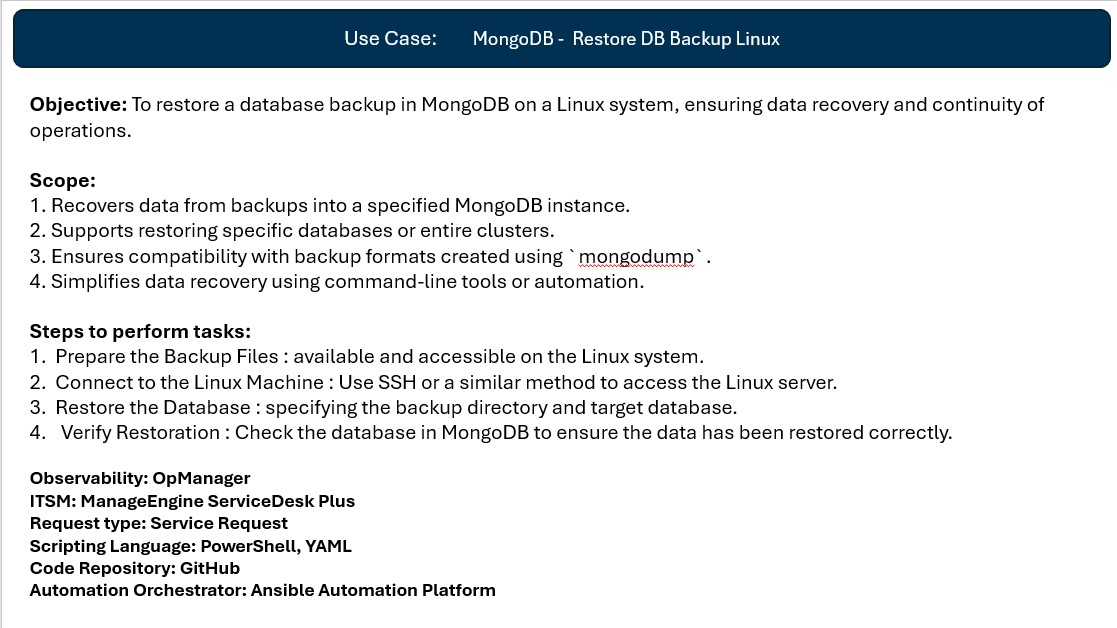 Use Case: MongoDB - Restore DB Backup Linux
Objective: To restore a database backup in MongoDB on a Linux system, ensuring data recovery and continuity of
operations.
Scope:
1. Recovers data from backups into a specified MongoDB instance.
2. Supports restoring specific databases or entire clusters.
3. Ensures compatibility with backup formats created using `mongodump`.
4. Simplifies data recovery using command-line tools or automation.
Steps to perform tasks:
1. Prepare the Backup Files : available and accessible on the Linux system.
2. Connect to the Linux Machine : Use SSH or a similar method to access the Linux server.
3. Restore the Database : specifying the backup directory and target database.
4. Verify Restoration : Check the database in MongoDB to ensure the data has been restored correctly.
Observability: OpManager
ITSM: ManageEngine ServiceDesk Plus
Request type: Service Request
Scripting Language: PowerShell, YAML
Code Repository: GitHub
Automation Orchestrator: Ansible Automation Platform